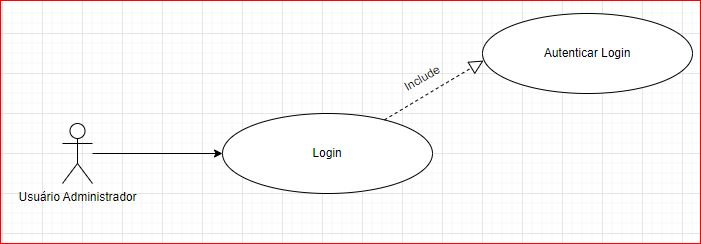 Autenticar Login
Include
Login
Usuário Administrador